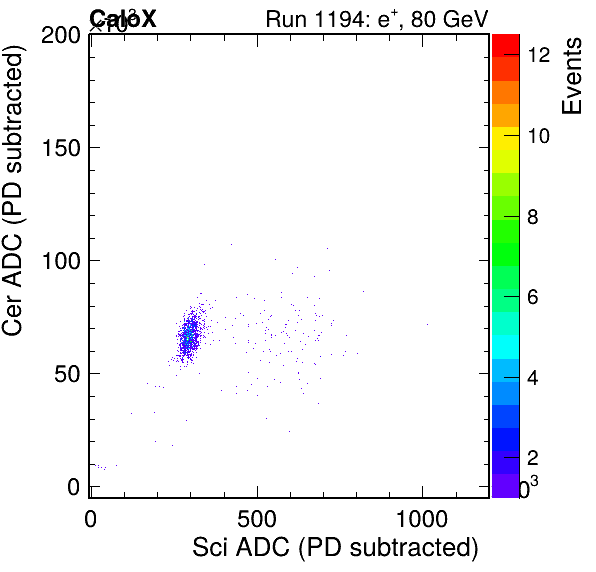 ×10³
CaloX Run 1194: e⁺, 80 GeV
200
150
100
50
0
0 500 1000
Cer ADC (PD subtracted)
Sci ADC (PD subtracted)
12
10
8
6
4
2
0³
Events